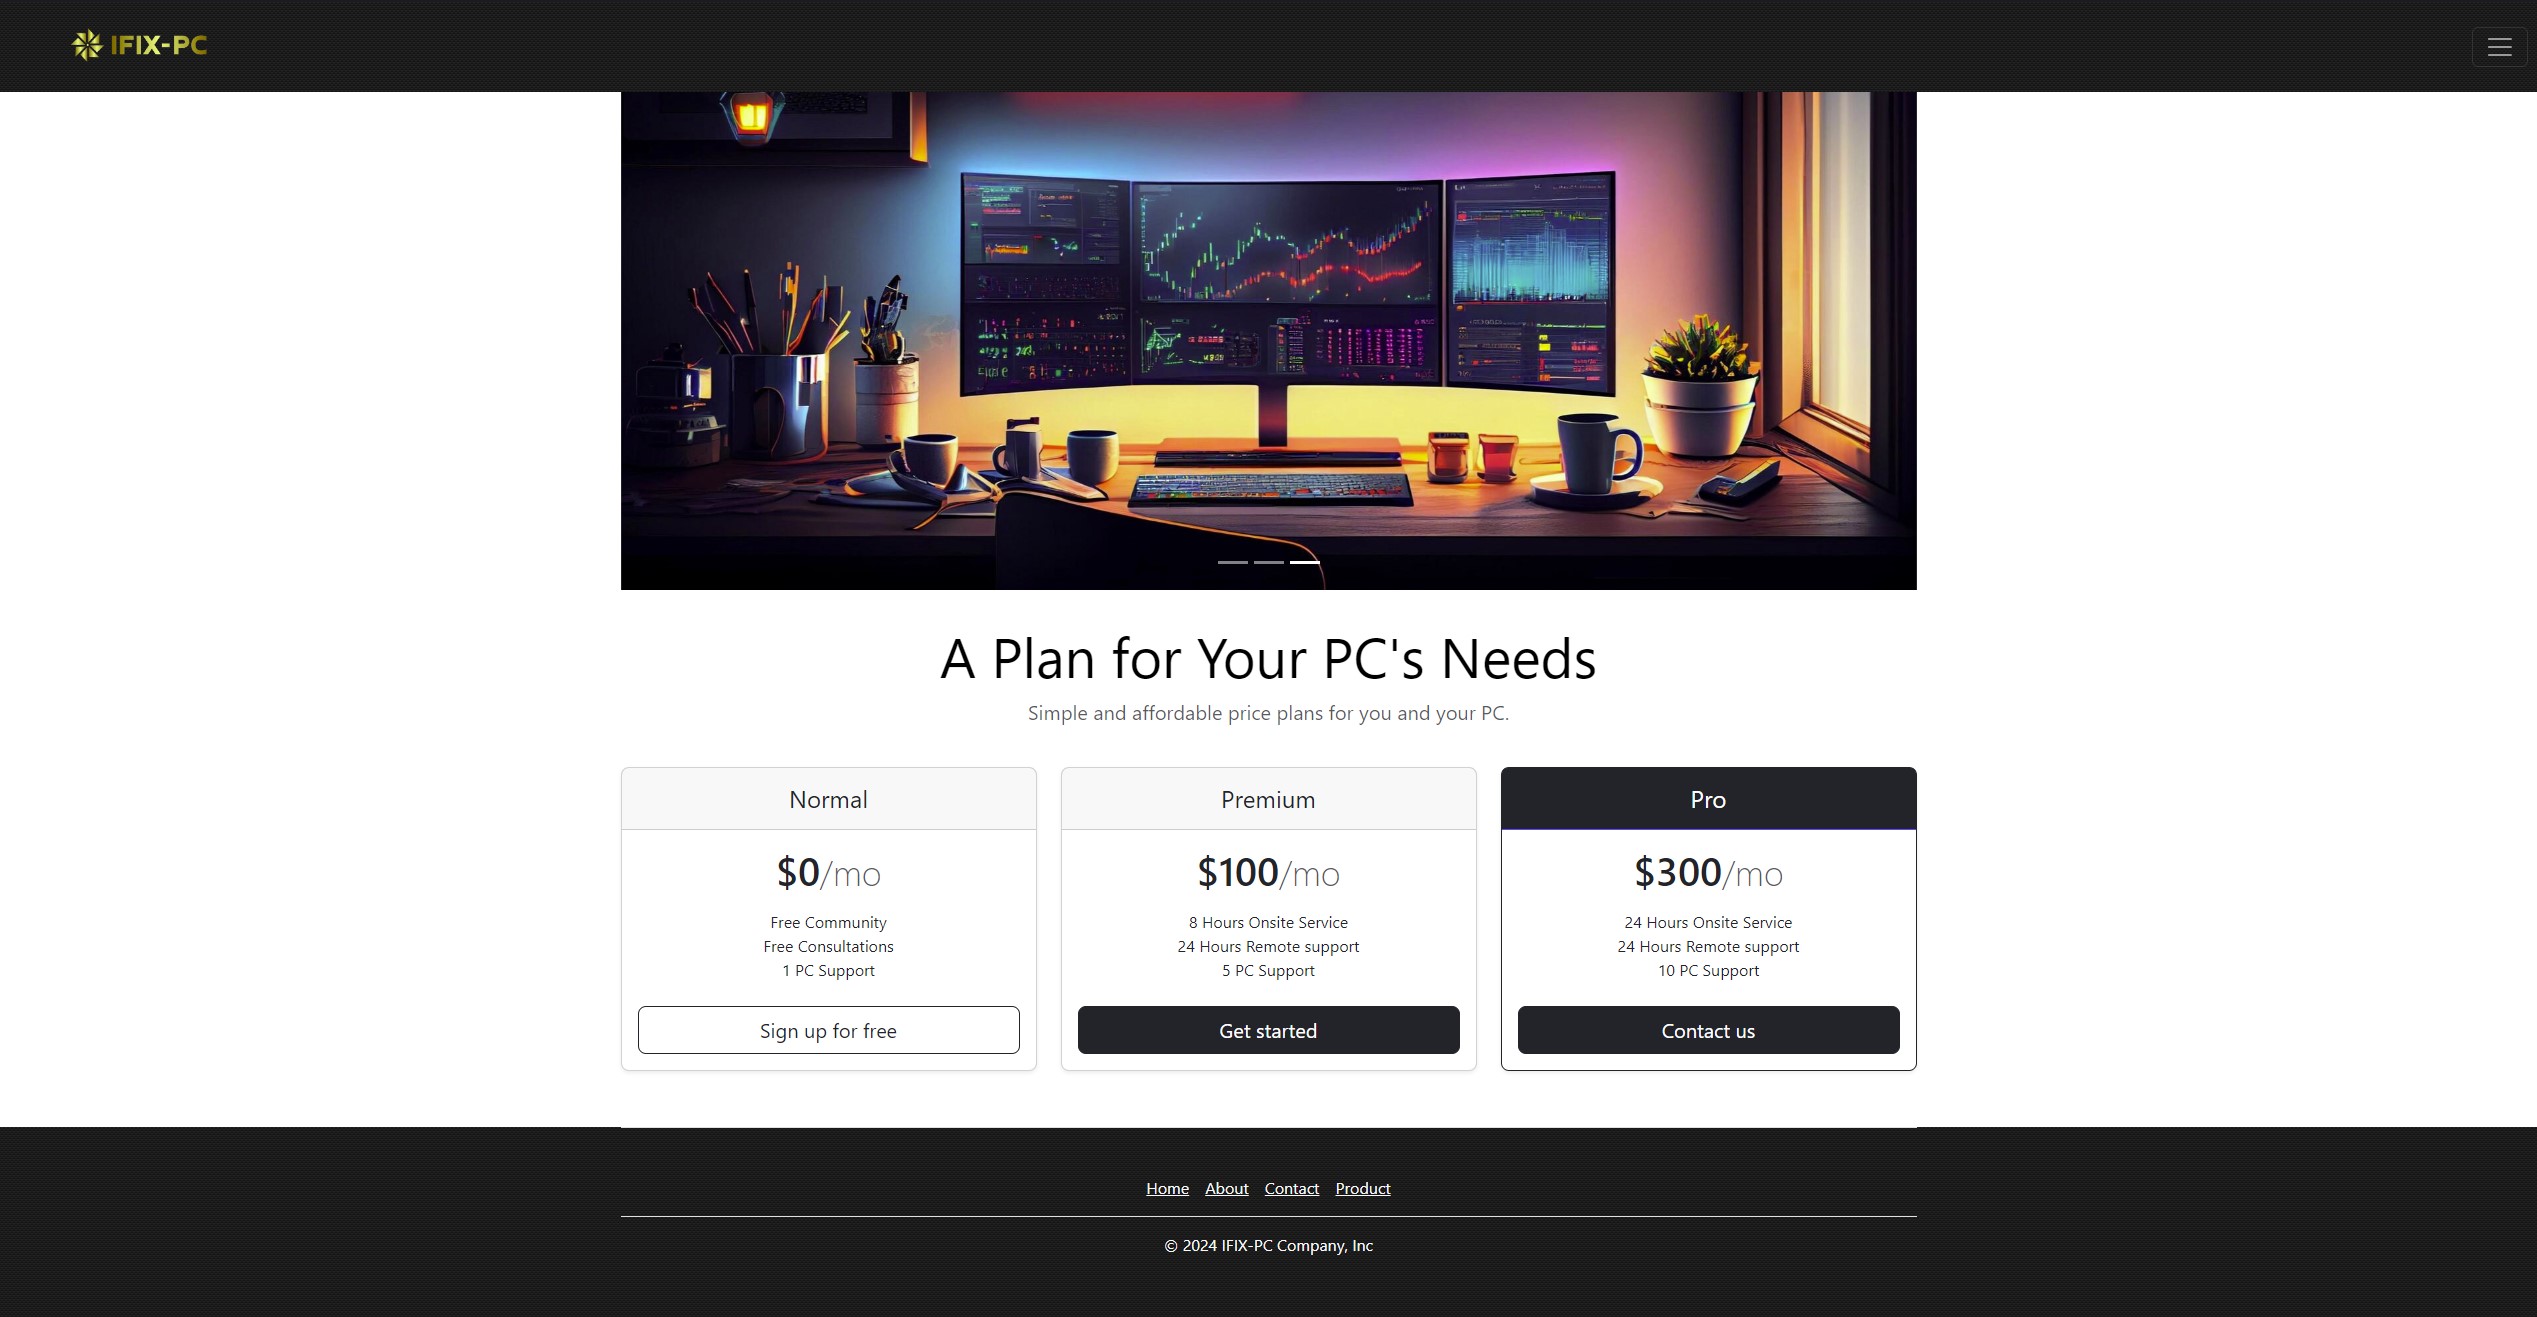 IFIX-PC
A Plan for Your PC's Needs
Simple and affordable price plans for you and your PC.
Normal
$0/mo
Free Community
Free Consultations
1 PC Support
Sign up for free
Premium
$100/mo
8 Hours Onsite Service
24 Hours Remote support
5 PC Support
Get started
Pro
$300/mo
24 Hours Onsite Service
24 Hours Remote support
10 PC Support
Contact us
Home About Contact Product
© 2024 IFIX-PC Company, Inc